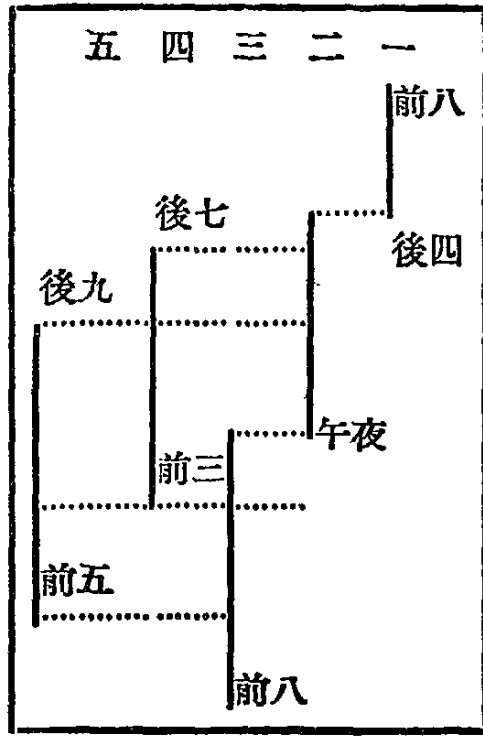 一 二 三 四 五
前八
後四
後七
後九
午夜
前三
前五
前八